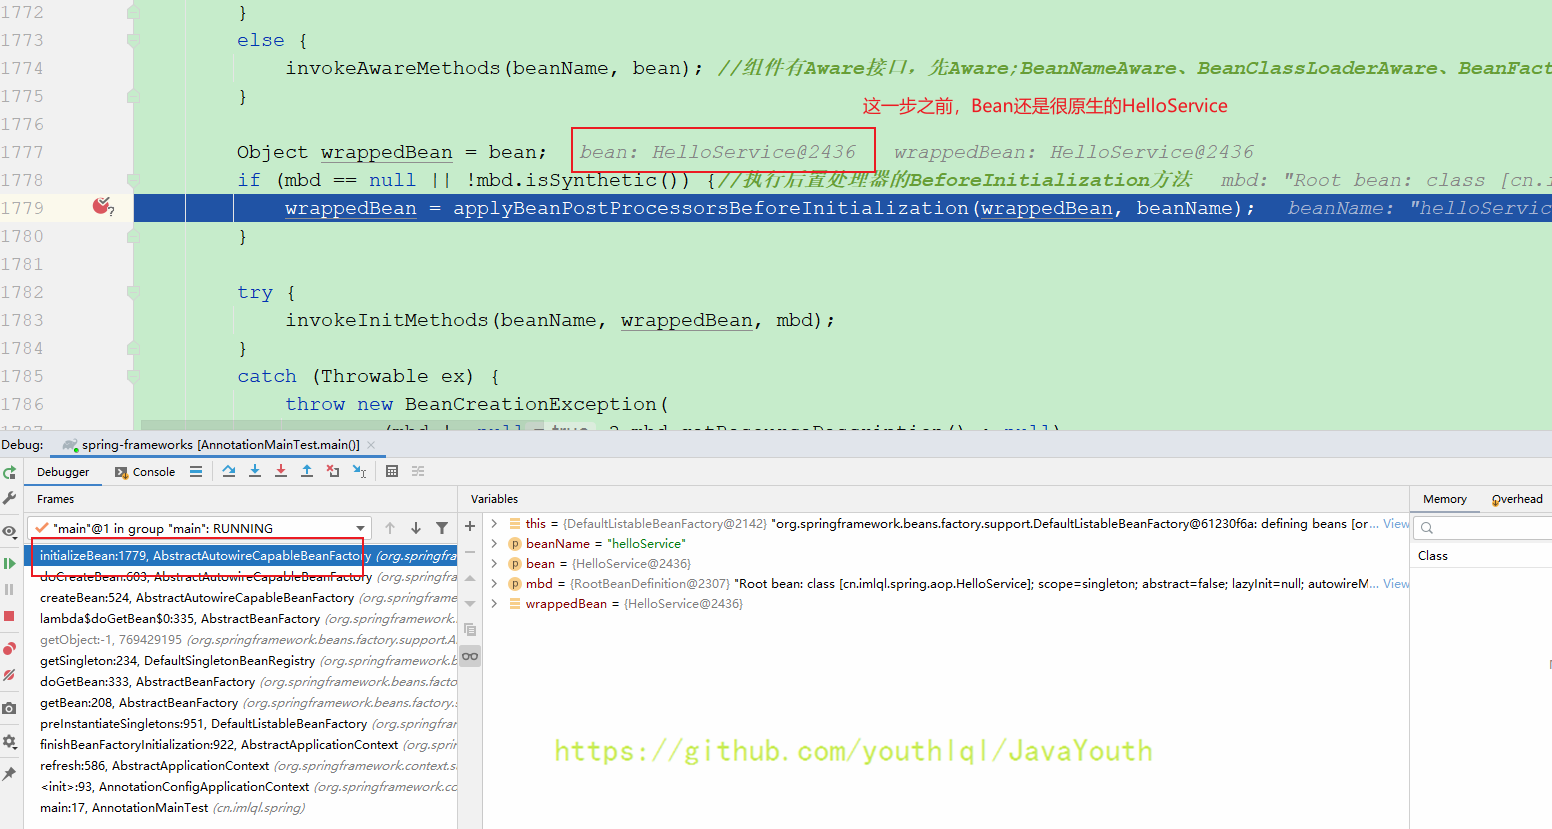 1772 }
1773 else {
1774 invokeAwareMethods(beanName, bean); //组件有Aware接口，先Aware;BeanNameAware、BeanClassLoaderAware、BeanFact
1775 }
这一步之前，Bean还是很原生的HelloService
1776
1777 Object wrappedBean = bean; bean: HelloService@2436 wrappedBean: HelloService@2436
1778 if (mbd == null || !mbd.isSynthetic()) {//执行后置处理器的BeforeInitialization方法 mbd: "Root bean: class [cn.i
1779 wrappedBean = applyBeanPostProcessorsBeforeInitialization(wrappedBean, beanName); beanName: "helloServic
1780 }
1781
1782 try {
1783 invokeInitMethods(beanName, wrappedBean, mbd);
1784 }
1785 catch (Throwable ex) {
1786 throw new BeanCreationException(
Debug: spring-frameworks [AnnotationMainTest.main()]
Debugger Console
Frames Variables Memory Overhead
"main"@1 in group "main": RUNNING
initializeBean:1779, AbstractAutowireCapableBeanFactory (org.springfra
doCreateBean:603, AbstractAutowireCapableBeanFactory (org.springfram
createBean:524, AbstractAutowireCapableBeanFactory (org.springframew
lambda$doGetBean$0:335, AbstractBeanFactory (org.springframework.
getObject:-1, 769429195 (org.springframework.beans.factory.support.A
getSingleton:234, DefaultSingletonBeanRegistry (org.springframework.b
doGetBean:333, AbstractBeanFactory (org.springframework.beans.facto
getBean:208, AbstractBeanFactory (org.springframework.beans.factory.s
preInstantiateSingletons:951, DefaultListableBeanFactory (org.springfra
finishBeanFactoryInitialization:922, AbstractApplicationContext (org.spri
refresh:586, AbstractApplicationContext (org.springframework.context.s
<init>:93, AnnotationConfigApplicationContext (org.springframework.co
main:17, AnnotationMainTest (cn.imlql.spring)
this = {DefaultListableBeanFactory@2142} "org.springframework.beans.factory.support.DefaultListableBeanFactory@61230f6a: defining beans [or... View
beanName = "helloService"
bean = {HelloService@2436}
mbd = {RootBeanDefinition@2307} "Root bean: class [cn.imlql.spring.aop.HelloService]; scope=singleton; abstract=false; lazyInit=null; autowireM... View
wrappedBean = {HelloService@2436}
Class
https://github.com/youthlql/JavaYouth